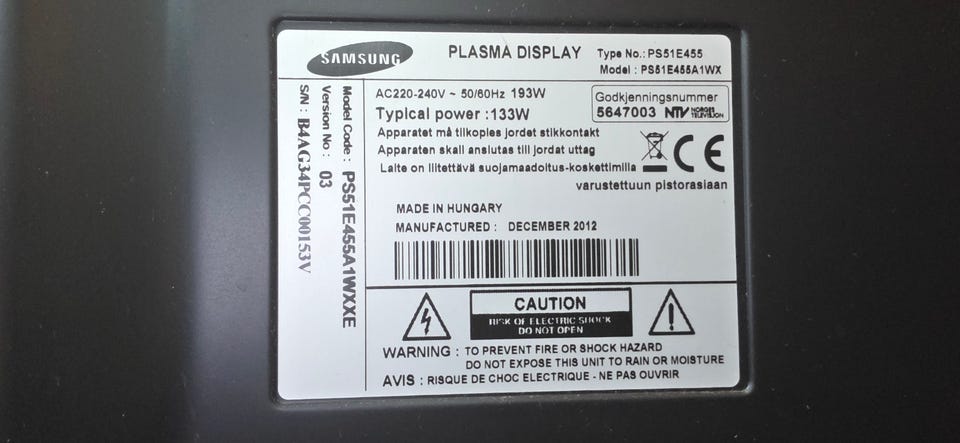 SAMSUNG
PLASMA DISPLAY
Type No.: PS51E455
Model : PS51E455A1WX
Model Code : PS51E455A1WXXE
Version No : 03
S/N : B4AG34PCC00153V
AC220-240V ~ 50/60Hz 193W
Typlcal power :133W
Godkjenningsnummer
5647003 NTV NORGES TELEVISJON
Apparatet må tilkoples jordet stikkontakt
Apparaten skall anslutas till jordat uttag
Laite on liitettävä suojamaadoitus-koskettimilla
varustettuun pistorasiaan
CE
MADE IN HUNGARY
MANUFACTURED : DECEMBER 2012
CAUTION
RISK OF ELECTRIC SHOCK
DO NOT OPEN
WARNING : TO PREVENT FIRE OR SHOCK HAZARD
DO NOT EXPOSE THIS UNIT TO RAIN OR MOISTURE
AVIS : RISQUE DE CHOC ELECTRIQUE - NE PAS OUVRIR